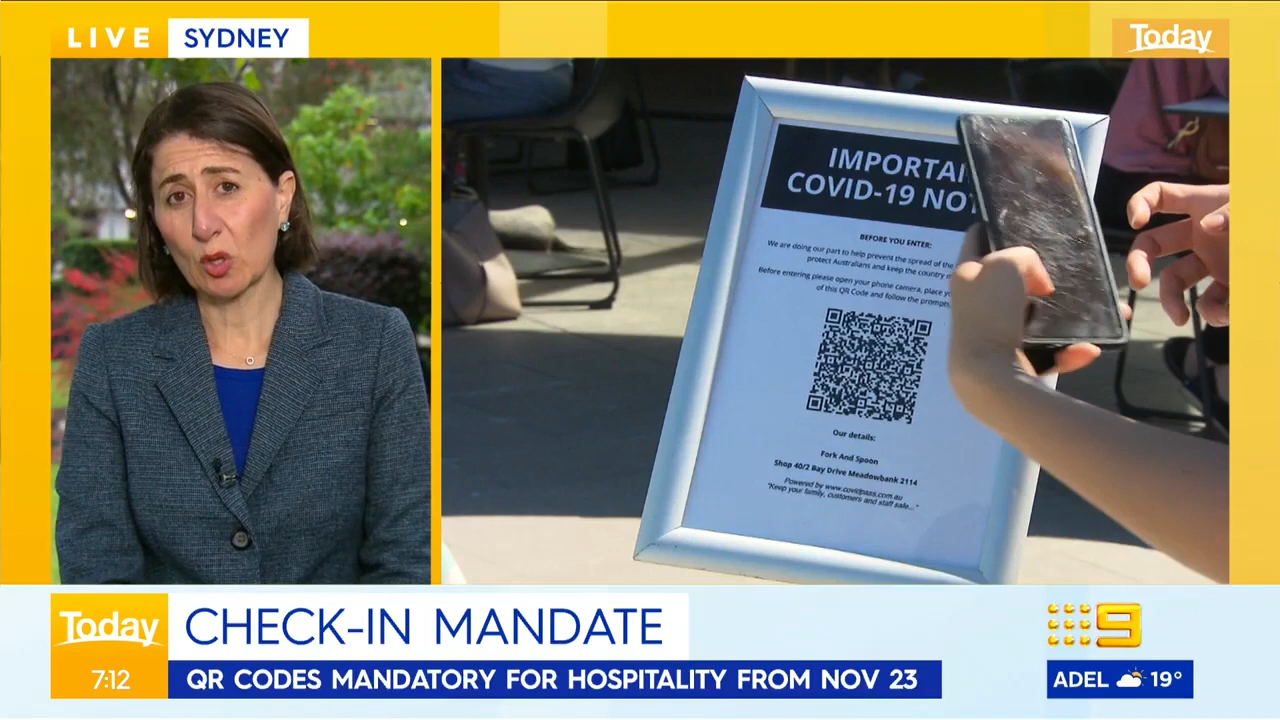 LIVE SYDNEY
Today
IMPORTA
COVID-19 NO
BEFORE YOU ENTER:
We are doing our part to help prevent the spread of the
protect Australians and keep the country
Before entering please open your phone camera, place
of this QR Code and follow the prompts
Our details:
Fork And Spoon
Shop 40/2 Bay Drive Meadowbank 2114
Powered by www.covidpass.com.au
"Keep your family, customers and staff safe..."
Today
CHECK-IN MANDATE
9
7:12
QR CODES MANDATORY FOR HOSPITALITY FROM NOV 23
ADEL 19°